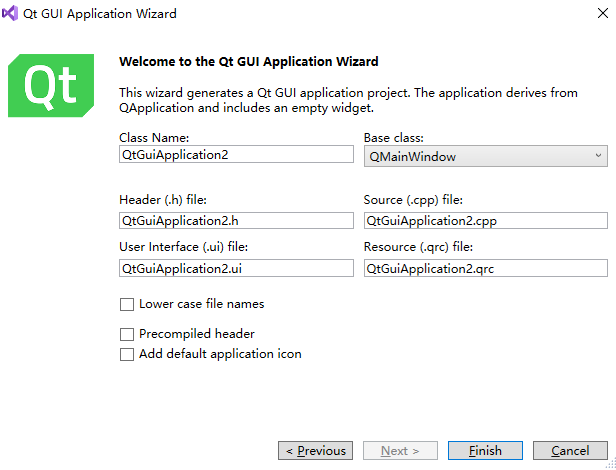 Qt GUI Application Wizard
Qt
Welcome to the Qt GUI Application Wizard
This wizard generates a Qt GUI application project. The application derives from
QApplication and includes an empty widget.
Class Name:
QtGuiApplication2
Base class:
QMainWindow
Header (.h) file:
QtGuiApplication2.h
Source (.cpp) file:
QtGuiApplication2.cpp
User Interface (.ui) file:
QtGuiApplication2.ui
Resource (.qrc) file:
QtGuiApplication2.qrc
Lower case file names
Precompiled header
Add default application icon
< Previous
Next >
Finish
Cancel